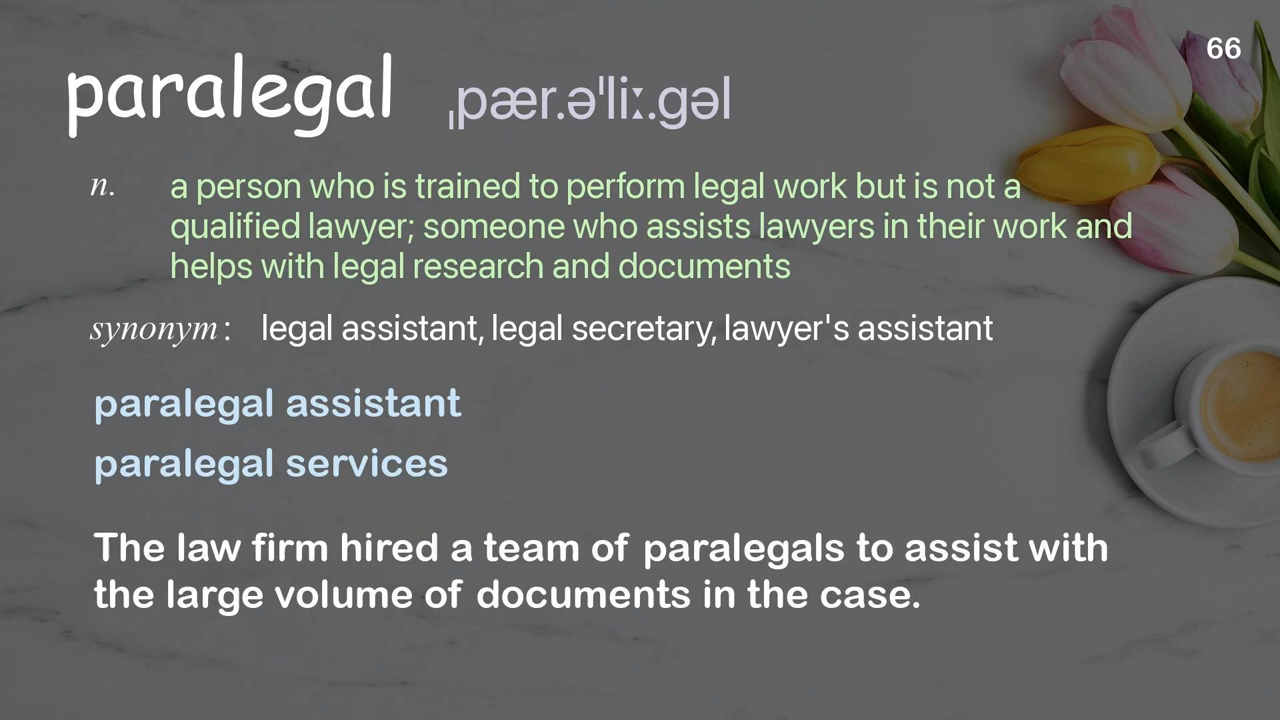 66
paralegal ˌpær.əˈliː.gəl
n. a person who is trained to perform legal work but is not a
qualified lawyer; someone who assists lawyers in their work and
helps with legal research and documents
synonym: legal assistant, legal secretary, lawyer's assistant
paralegal assistant
paralegal services
The law firm hired a team of paralegals to assist with
the large volume of documents in the case.